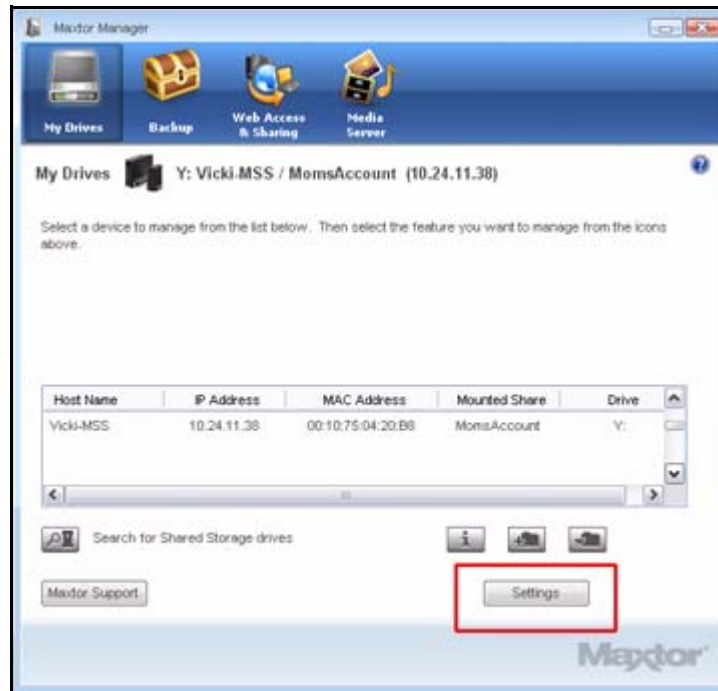 Maxtor Manager
My Drives
Backup
Web Access
& Sharing
Media
Server
My Drives Y: Vicki-MSS / MomsAccount (10.24.11.38)
Select a device to manage from the list below. Then select the feature you want to manage from the icons
above.
Host Name IP Address MAC Address Mounted Share Drive
Vicki-MSS 10.24.11.38 00:10:75:04:20:B6 MomsAccount Y:
Search for Shared Storage drives
Maxtor Support
Settings
Maxtor